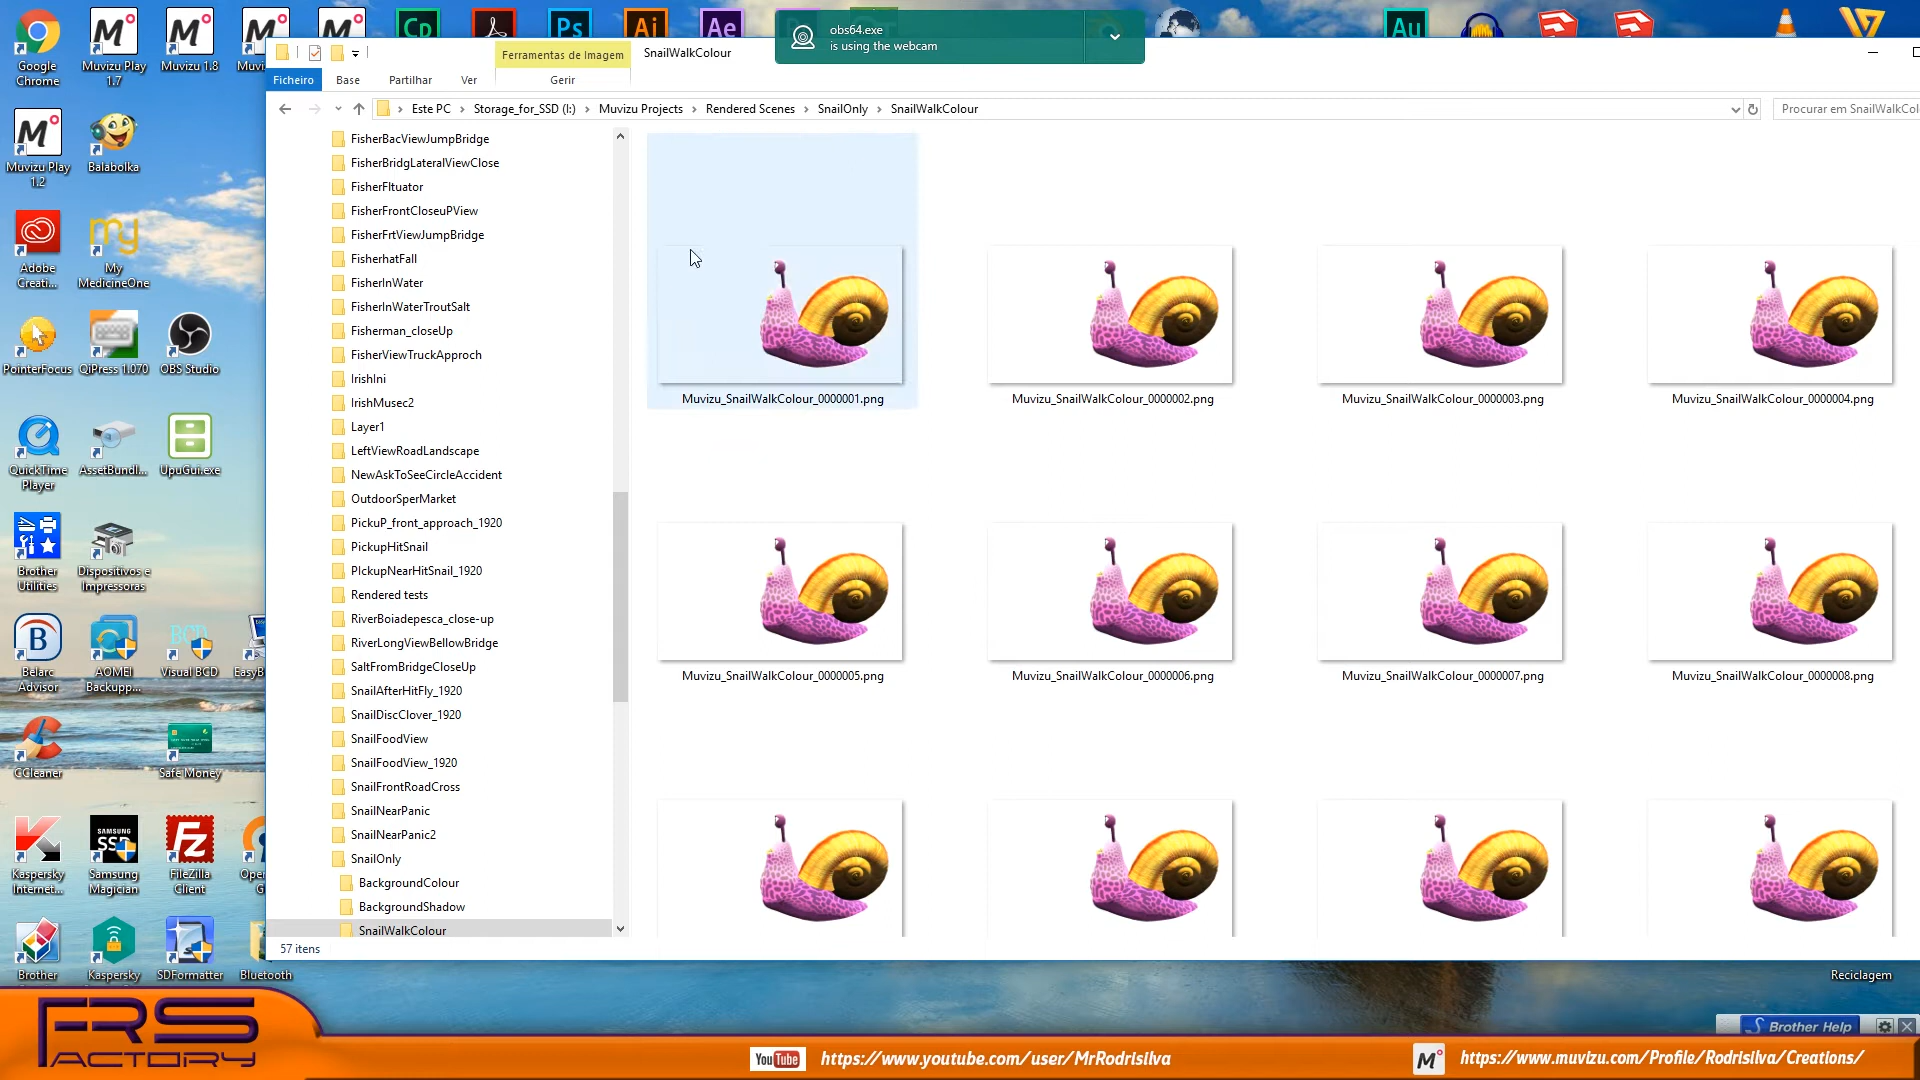 Cp
Ps
Ai
Ae
Au
obs64.exe
is using the webcam
Google
Chrome
Muvizu Play
1.7
Muvizu 1.8
Muvizu Play
1.2
Balabolka
Adobe
Creati...
My
MedicineOne
PointerFocus
QiPress 1.070
OBS Studio
QuickTime
Player
AssetBundl...
UpuGui.exe
Brother
Utilities
Dispositivos e
Impressoras
Belarc
Advisor
AOMEI
Backupp...
Visual BCD
EasyB
CCleaner
Safe Money
Kaspersky
Internet...
Samsung
Magician
FileZilla
Client
Brother
Kaspersky
SDFormatter
Bluetooth
Ferramentas de Imagem
SnailWalkColour
Ficheiro
Base
Partilhar
Ver
Gerir
Este PC > Storage_for_SSD (I:) > Muvizu Projects > Rendered Scenes > SnailOnly > SnailWalkColour
Procurar em SnailWalkCol
FisherBacViewJumpBridge
FisherBridgLateralViewClose
FisherFltuator
FisherFrontCloseuPView
FisherFrtViewJumpBridge
FisherhatFall
FisherInWater
FisherInWaterTroutSalt
Fisherman_closeUp
FisherViewTruckApproch
IrishIni
IrishMusec2
Layer1
LeftViewRoadLandscape
NewAskToSeeCircleAccident
OutdoorSperMarket
PickuP_front_approach_1920
PickupHitSnail
PIckupNearHitSnail_1920
Rendered tests
RiverBoiadepesca_close-up
RiverLongViewBellowBridge
SaltFromBridgeCloseUp
SnailAfterHitFly_1920
SnailDiscClover_1920
SnailFoodView
SnailFoodView_1920
SnailFrontRoadCross
SnailNearPanic
SnailNearPanic2
SnailOnly
BackgroundColour
BackgroundShadow
SnailWalkColour
Muvizu_SnailWalkColour_0000001.png
Muvizu_SnailWalkColour_0000002.png
Muvizu_SnailWalkColour_0000003.png
Muvizu_SnailWalkColour_0000004.png
Muvizu_SnailWalkColour_0000005.png
Muvizu_SnailWalkColour_0000006.png
Muvizu_SnailWalkColour_0000007.png
Muvizu_SnailWalkColour_0000008.png
57 itens
Reciclagem
Brother Help
FRS
FACTORY
YouTube
https://www.youtube.com/user/MrRodrisilva
https://www.muvizu.com/Profile/Rodrisilva/Creations/